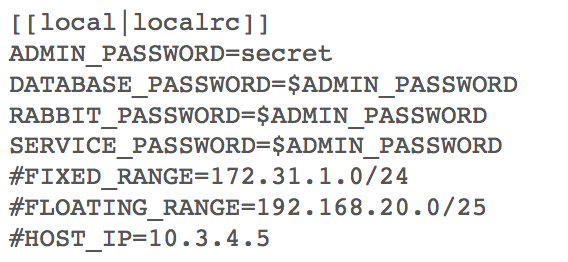 [[local|localrc]]
ADMIN_PASSWORD=secret
DATABASE_PASSWORD=$ADMIN_PASSWORD
RABBIT_PASSWORD=$ADMIN_PASSWORD
SERVICE_PASSWORD=$ADMIN_PASSWORD
#FIXED_RANGE=172.31.1.0/24
#FLOATING_RANGE=192.168.20.0/25
#HOST_IP=10.3.4.5